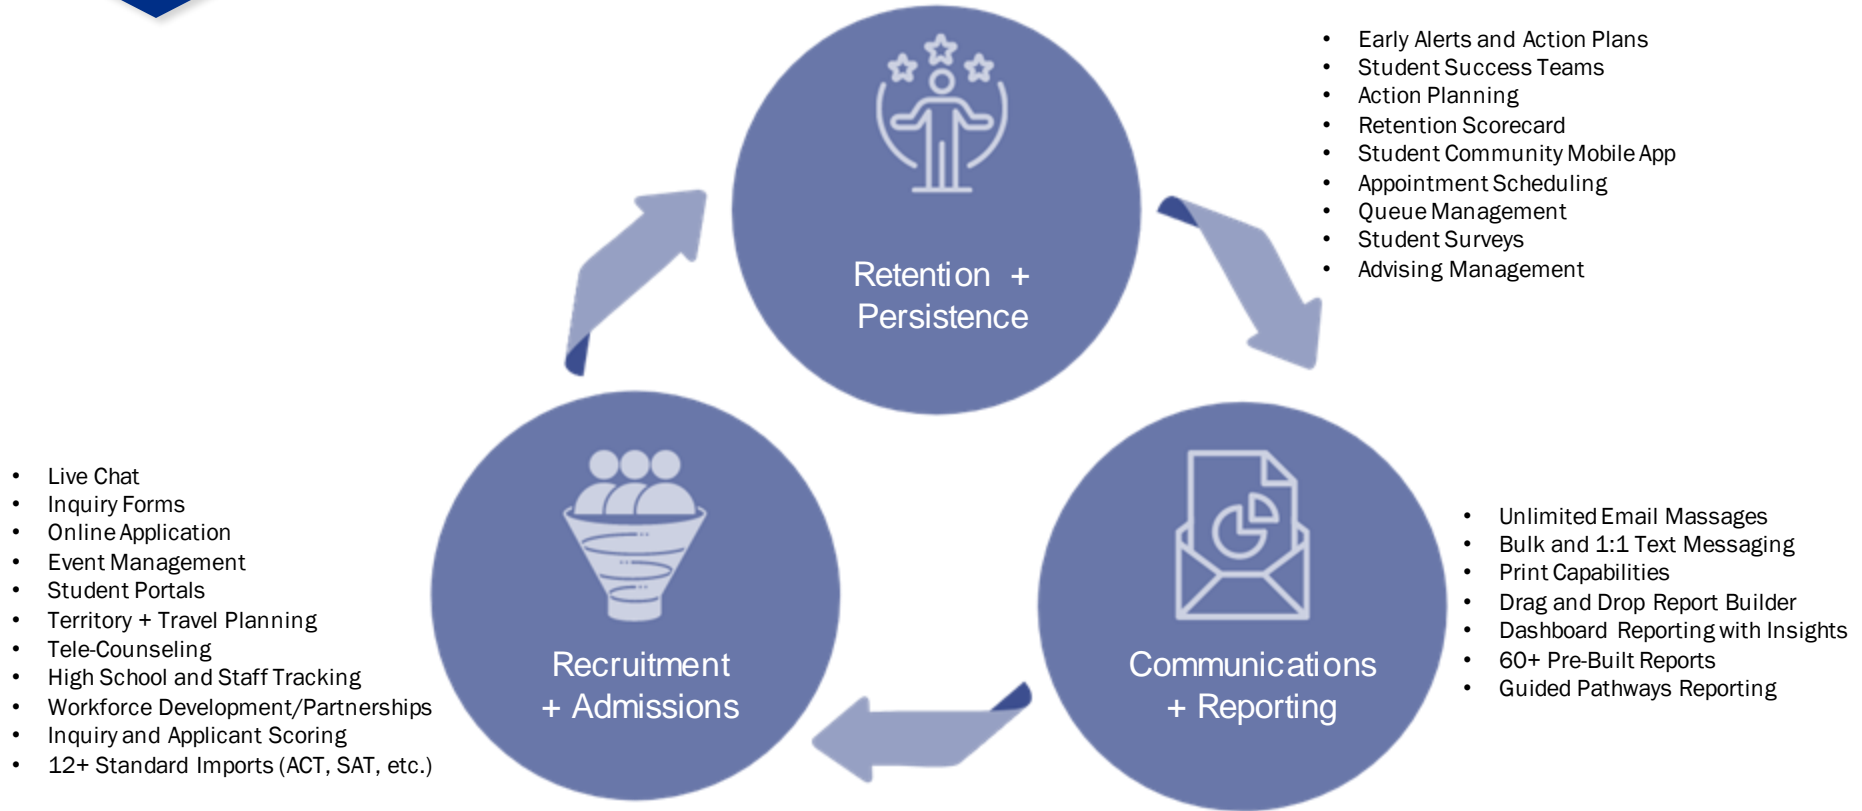 Retention +
Persistence
• Early Alerts and Action Plans
• Student Success Teams
• Action Planning
• Retention Scorecard
• Student Community Mobile App
• Appointment Scheduling
• Queue Management
• Student Surveys
• Advising Management
Recruitment
+ Admissions
• Live Chat
• Inquiry Forms
• Online Application
• Event Management
• Student Portals
• Territory + Travel Planning
• Tele-Counseling
• High School and Staff Tracking
• Workforce Development/Partnerships
• Inquiry and Applicant Scoring
• 12+ Standard Imports (ACT, SAT, etc.)
Communications
+ Reporting
• Unlimited Email Massages
• Bulk and 1:1 Text Messaging
• Print Capabilities
• Drag and Drop Report Builder
• Dashboard Reporting with Insights
• 60+ Pre-Built Reports
• Guided Pathways Reporting